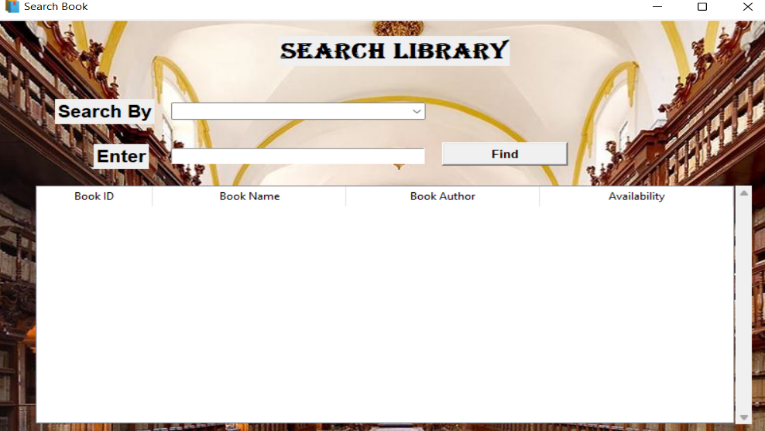 Search Book
SEARCH LIBRARY
Search By
Enter
Find
Book ID Book Name Book Author Availability